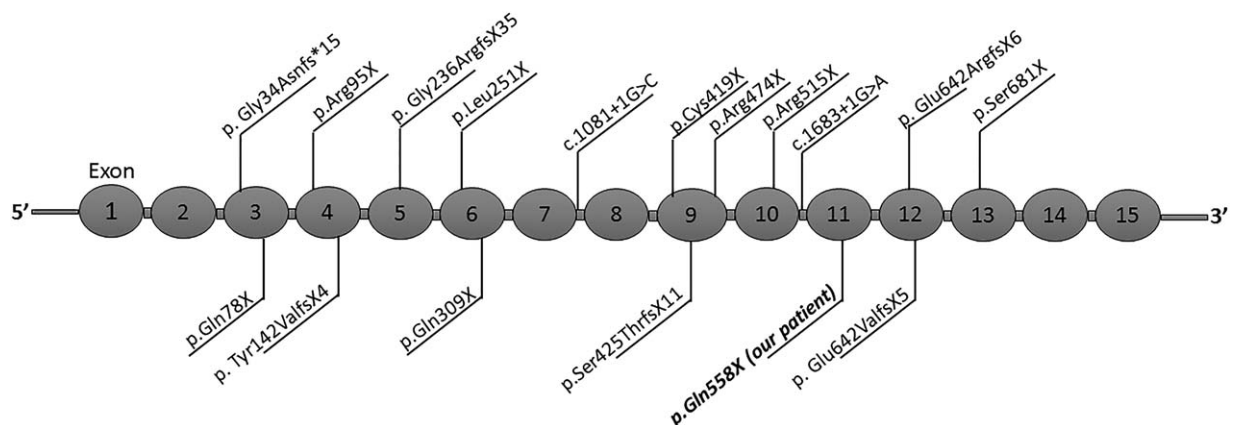 p. Gly34Asnfs*15
p.Arg95X
p. Gly236ArgfsX35
p.Leu251X
c.1081+1G>C
p.Cys419X
p.Arg474X
p.Arg515X
c.1683+1G>A
p. Glu642ArgfsX6
p.Ser681X
Exon
5’ 1 2 3 4 5 6 7 8 9 10 11 12 13 14 15 3’
p.Gln78X
p. Tyr142ValfsX4
p.Gln309X
p.Ser425ThrfsX11
p.Gln558X (our patient)
p. Glu642ValfsX5